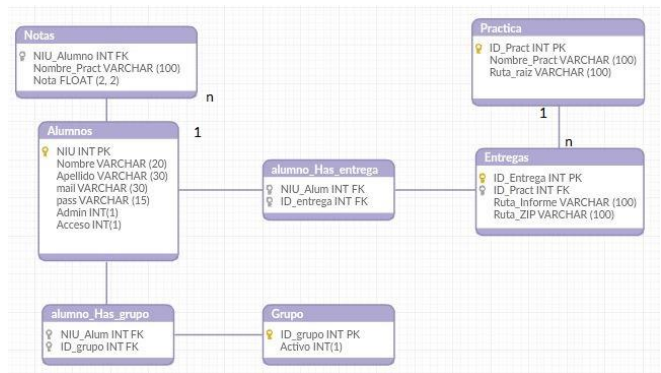 Notas
NIU_Alumno INT FK
Nombre_Pract VARCHAR (100)
Nota FLOAT (2, 2)
n
1
Alumnos
NIU INT PK
Nombre VARCHAR (20)
Apellido VARCHAR (30)
mail VARCHAR (30)
pass VARCHAR (15)
Admin INT(1)
Acceso INT(1)
alumno_Has_entrega
NIU_Alum INT FK
ID_entrega INT FK
Practica
ID_Pract INT PK
Nombre_Pract VARCHAR (100)
Ruta_raiz VARCHAR (100)
1
n
Entregas
ID_Entrega INT PK
ID_Pract INT FK
Ruta_Informe VARCHAR (100)
Ruta_ZIP VARCHAR (100)
alumno_Has_grupo
NIU_Alum INT FK
ID_grupo INT FK
Grupo
ID_grupo INT PK
Activo INT(1)